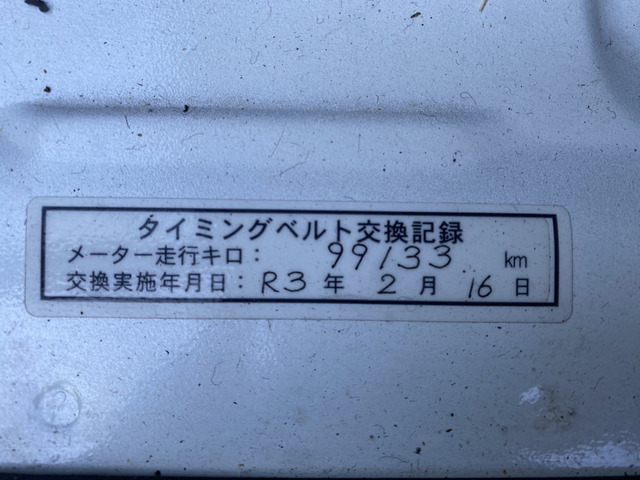 タイミングベルト交換記録
メーター走行キロ： 99133 km
交換実施年月日： R3 年 2 月 16 日